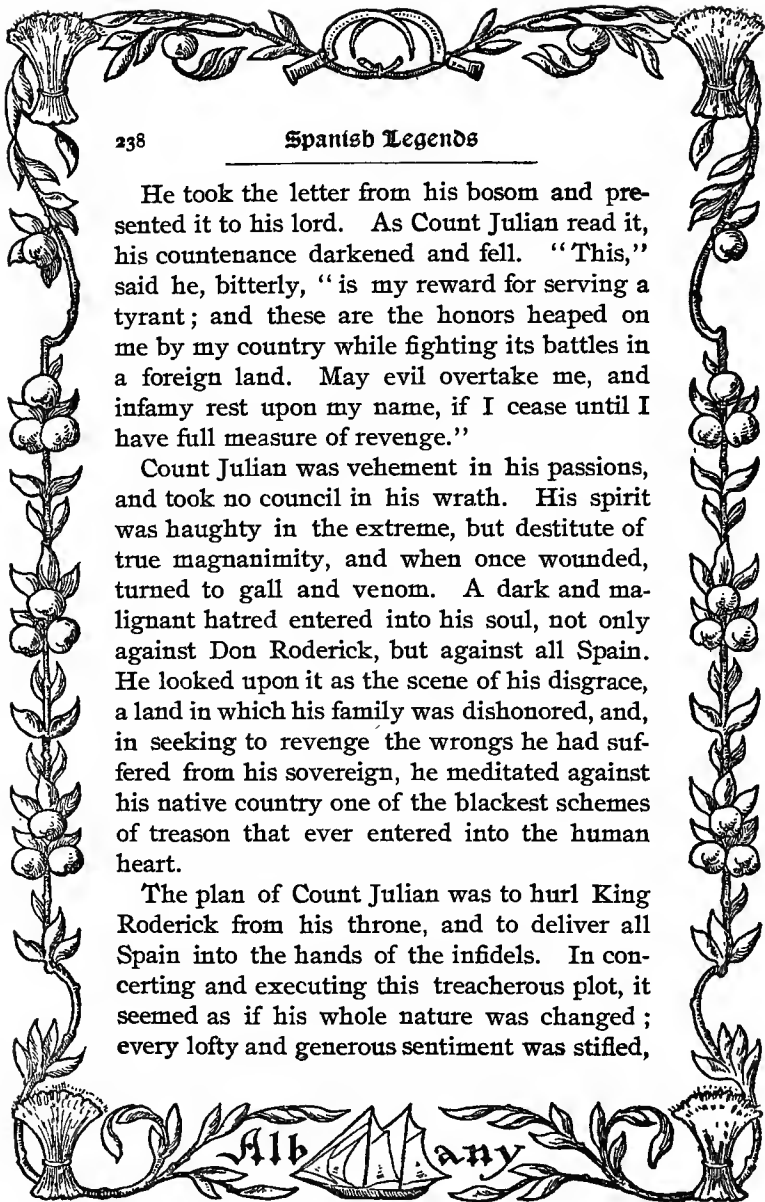 238 Spanish Legends
He took the letter from his bosom and pre-
sented it to his lord. As Count Julian read it,
his countenance darkened and fell. "This,"
said he, bitterly, "is my reward for serving a
tyrant; and these are the honors heaped on
me by my country while fighting its battles in
a foreign land. May evil overtake me, and
infamy rest upon my name, if I cease until I
have full measure of revenge."
Count Julian was vehement in his passions,
and took no council in his wrath. His spirit
was haughty in the extreme, but destitute of
true magnanimity, and when once wounded,
turned to gall and venom. A dark and ma-
lignant hatred entered into his soul, not only
against Don Roderick, but against all Spain.
He looked upon it as the scene of his disgrace,
a land in which his family was dishonored, and,
in seeking to revenge the wrongs he had suf-
fered from his sovereign, he meditated against
his native country one of the blackest schemes
of treason that ever entered into the human
heart.
The plan of Count Julian was to hurl King
Roderick from his throne, and to deliver all
Spain into the hands of the infidels. In con-
certing and executing this treacherous plot, it
seemed as if his whole nature was changed;
every lofty and generous sentiment was stifled,
Albany